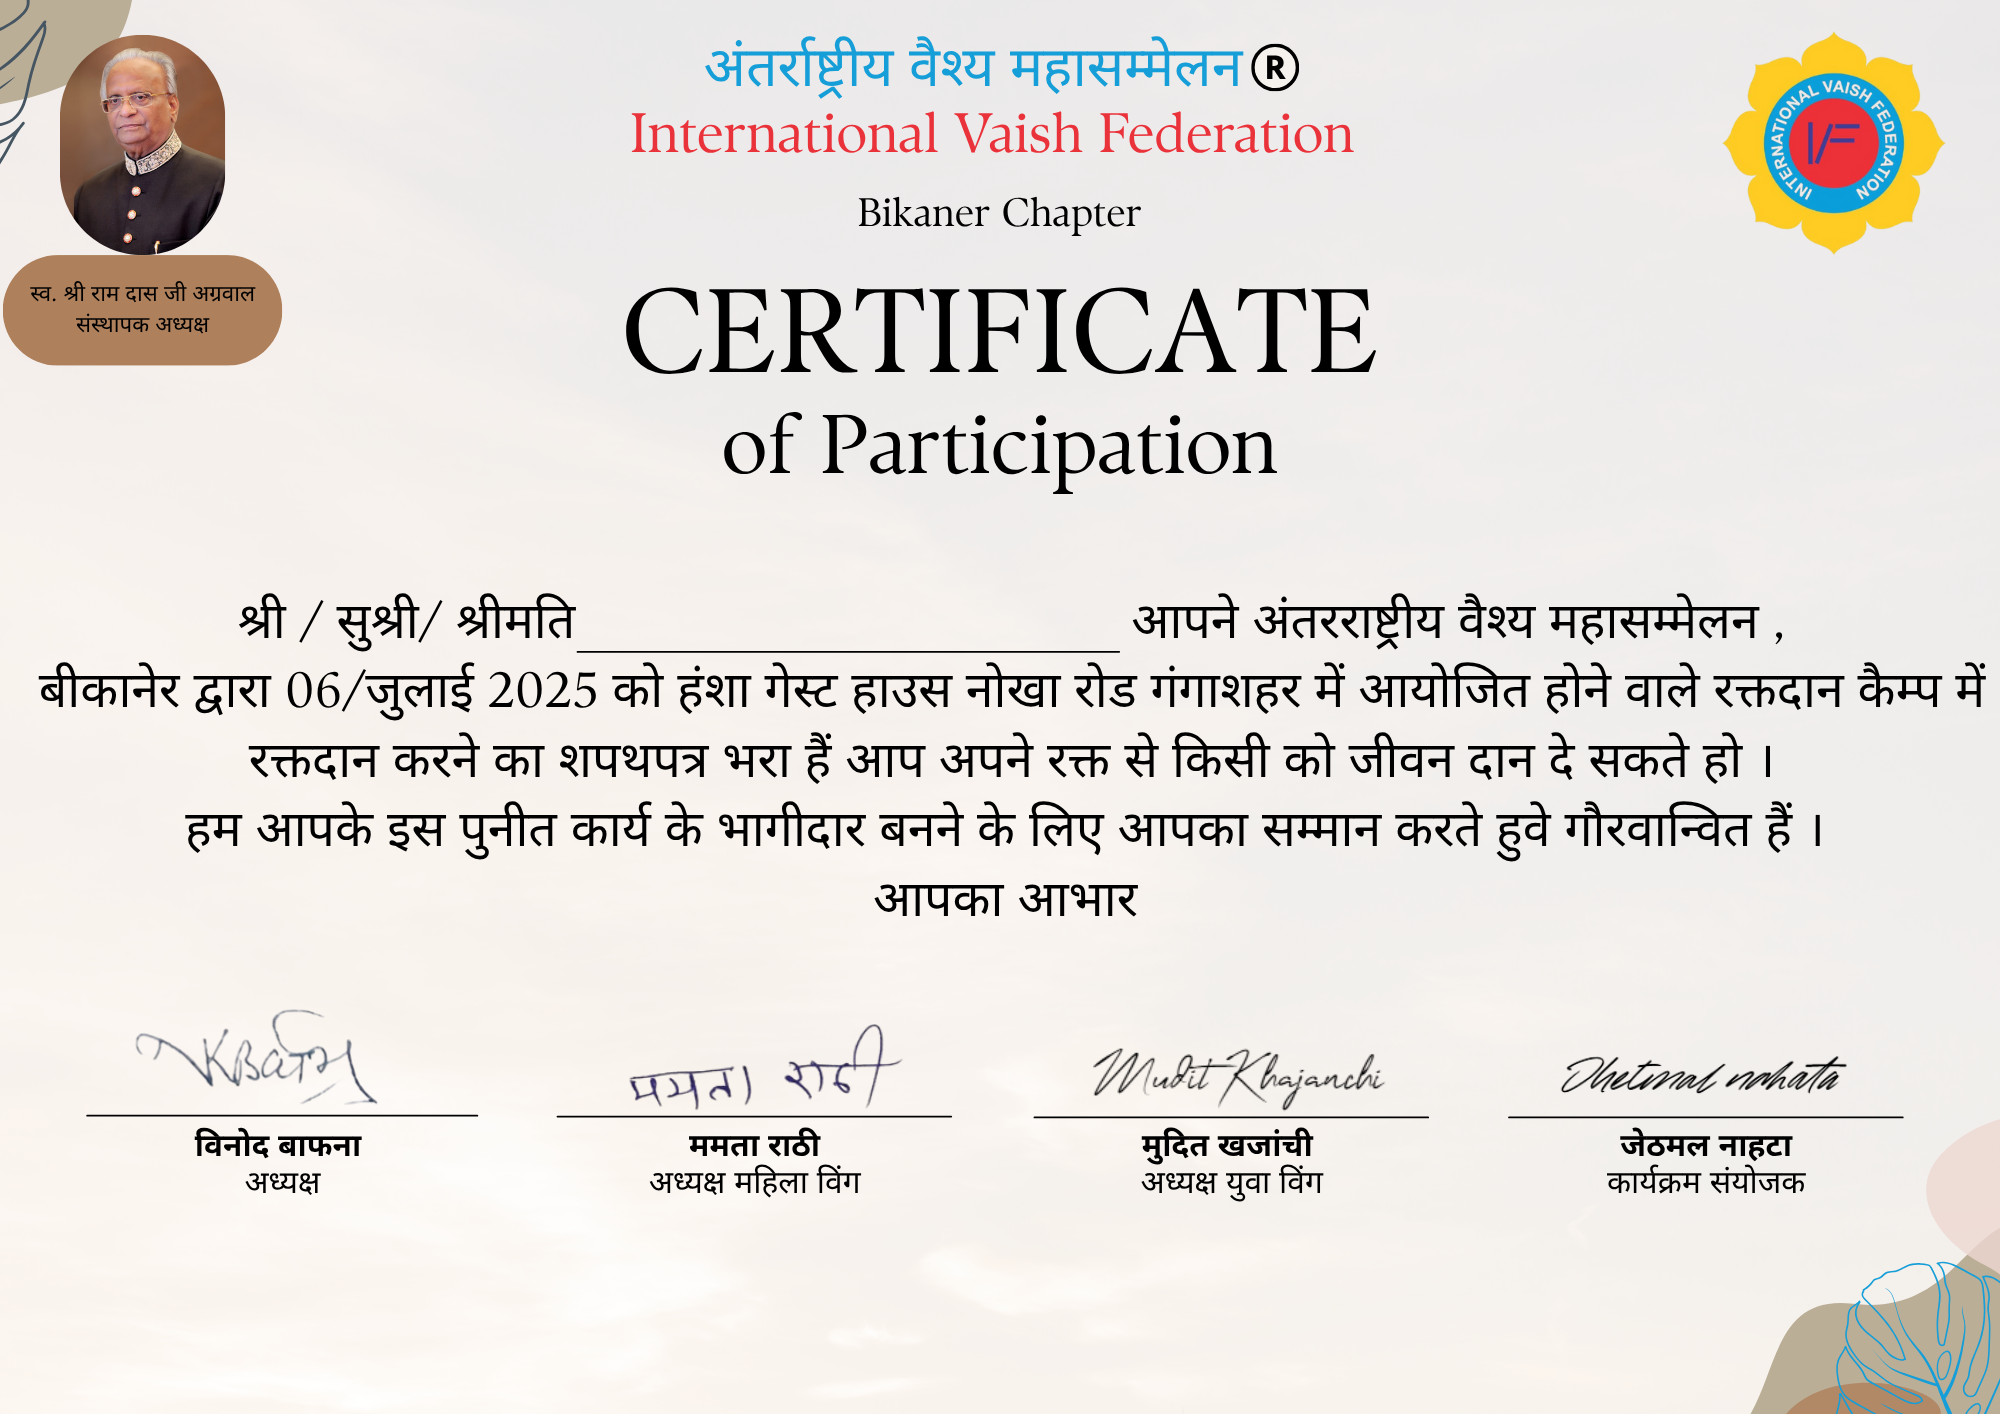 अंतर्राष्ट्रीय वैश्य महासम्मेलन®
International Vaish Federation
Bikaner Chapter
INTERNATIONAL VAISH FEDERATION
IVF
स्व. श्री राम दास जी अग्रवाल
संस्थापक अध्यक्ष
CERTIFICATE
of Participation
श्री / सुश्री/ श्रीमति____________________ आपने अंतरराष्ट्रीय वैश्य महासम्मेलन ,
बीकानेर द्वारा 06/जुलाई 2025 को हंशा गेस्ट हाउस नोखा रोड गंगाशहर में आयोजित होने वाले रक्तदान कैम्प में
रक्तदान करने का शपथपत्र भरा हैं आप अपने रक्त से किसी को जीवन दान दे सकते हो ।
हम आपके इस पुनीत कार्य के भागीदार बनने के लिए आपका सम्मान करते हुवे गौरवान्वित हैं ।
आपका आभार
ममता राठी
Mudit Khajanchi
विनोद बाफना
अध्यक्ष
ममता राठी
अध्यक्ष महिला विंग
मुदित खजांची
अध्यक्ष युवा विंग
जेठमल नाहटा
कार्यक्रम संयोजक